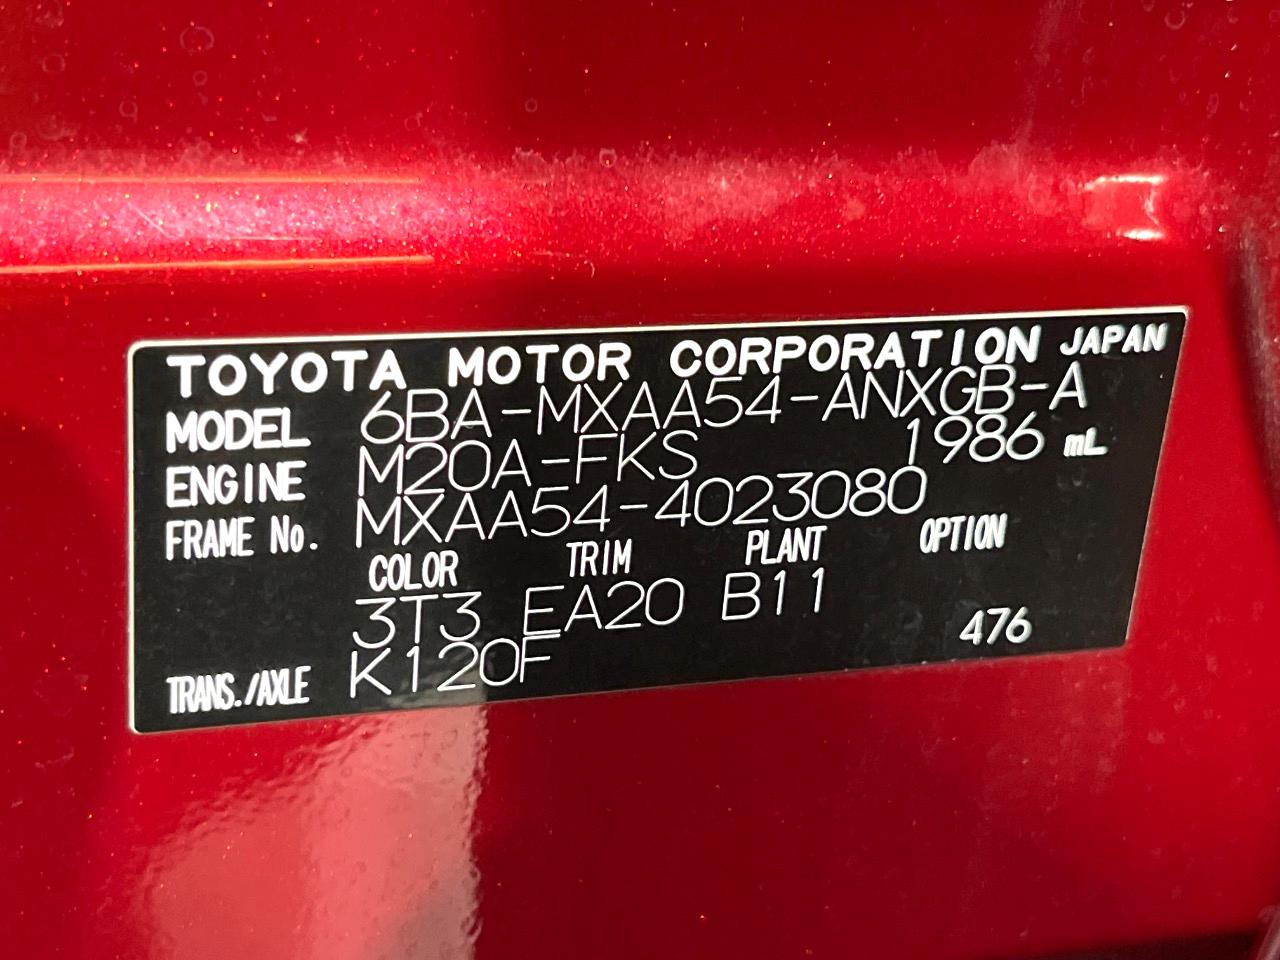 TOYOTA MOTOR CORPORATION JAPAN
MODEL 6BA-MXAA54-ANXGB-A
ENGINE M20A-FKS 1986 mL
FRAME No. MXAA54-4023080
COLOR TRIM PLANT OPTION
3T3 EA20 B11
TRANS./AXLE K120F 476